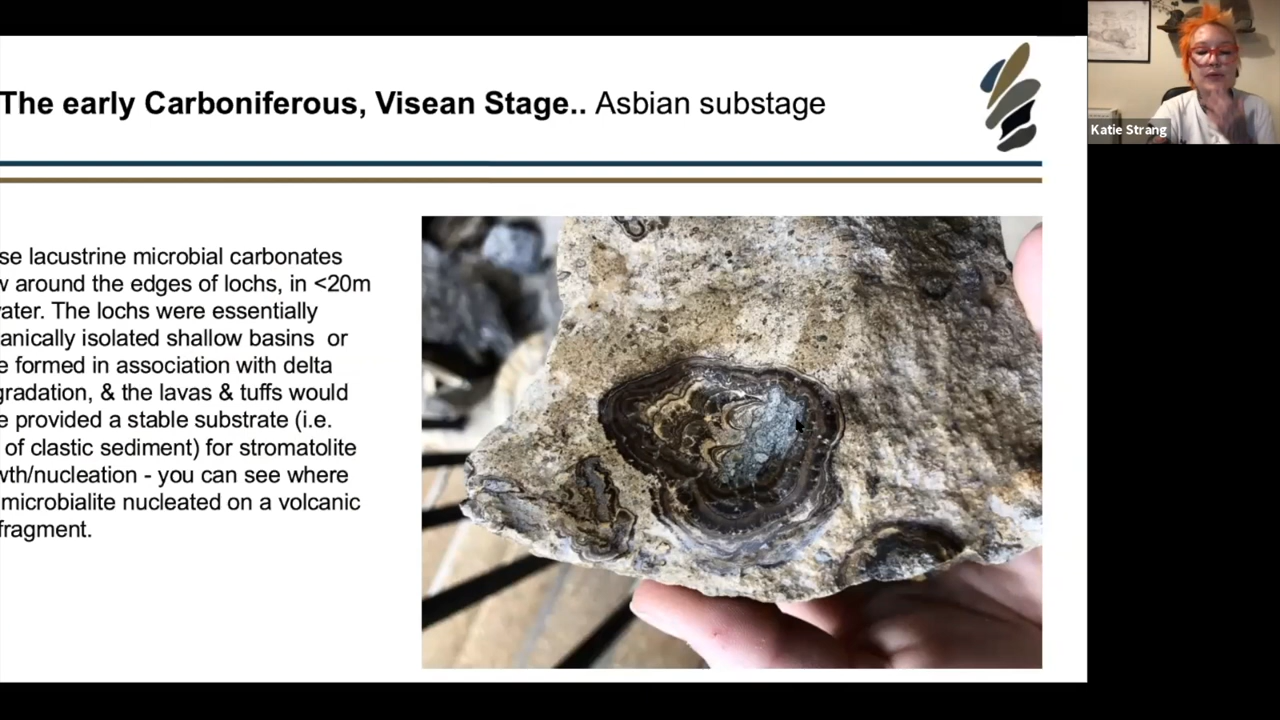 The early Carboniferous, Visean Stage.. Asbian substage
Katie Strang
se lacustrine microbial carbonates
w around the edges of lochs, in <20m
vater. The lochs were essentially
anically isolated shallow basins or
e formed in association with delta
gradation, & the lavas & tuffs would
e provided a stable substrate (i.e.
of clastic sediment) for stromatolite
wth/nucleation - you can see where
microbialite nucleated on a volcanic
fragment.